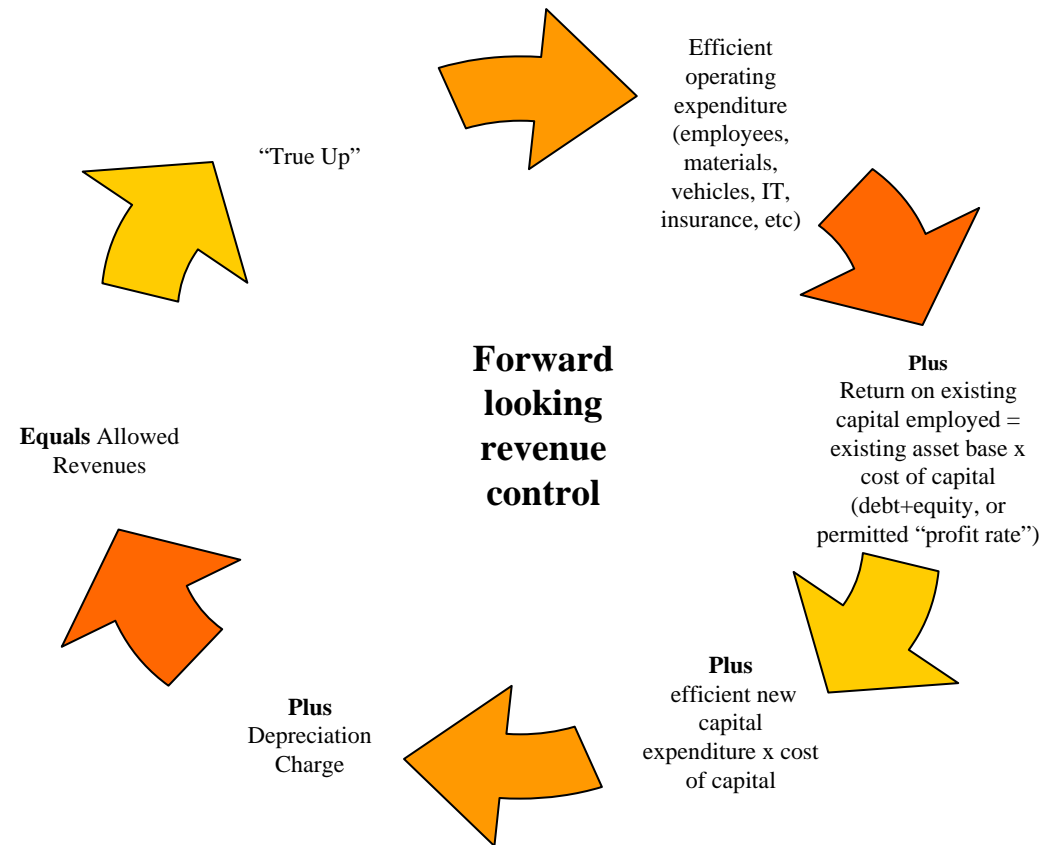 Efficient
operating
expenditure
(employees,
materials,
vehicles, IT,
insurance, etc)
Plus
Return on existing
capital employed =
existing asset base x
cost of capital
(debt+equity, or
permitted “profit rate”)
Plus
efficient new
capital
expenditure x cost
of capital
Plus
Depreciation
Charge
Equals Allowed
Revenues
“True Up”
Forward
looking
revenue
control